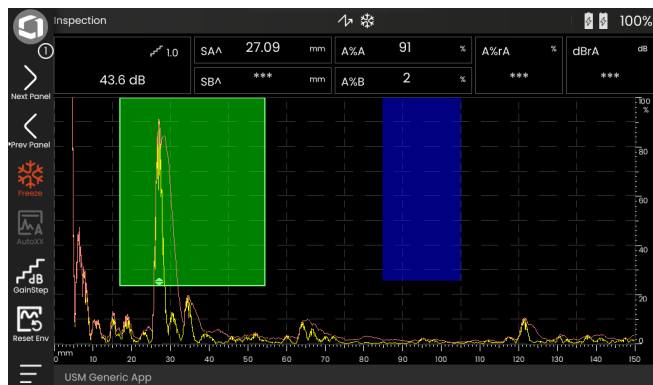 Inspection
100%
1
1.0
43.6 dB
SA^ 27.09 mm
A%A 91 %
A%rA %
***
dBrA dB
***
SB^ *** mm
A%B 2 %
Next Panel
Prev Panel
Freeze
AutoXX
dB
GainStep
Reset Env
100
%
80
60
40
20
0
mm 10 20 30 40 50 60 70 80 90 100 110 120 130 140 150
USM Generic App